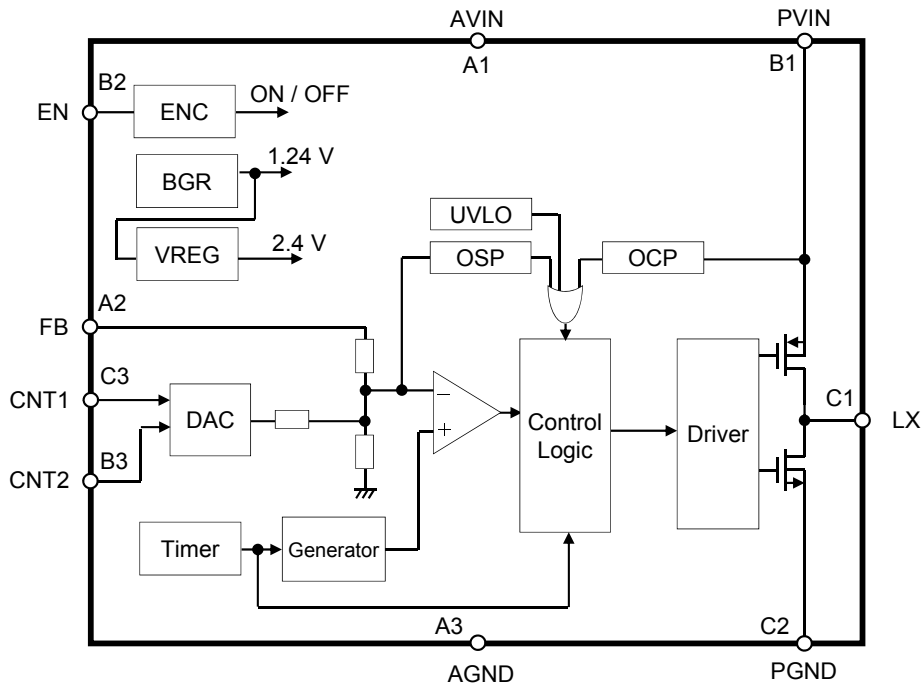 AVIN
PVIN
A1
B1
B2
EN
ENC
ON / OFF
BGR
1.24 V
VREG
2.4 V
UVLO
OSP
OCP
A2
FB
C3
CNT1
DAC
B3
CNT2
−
+
Control
Logic
Driver
C1
LX
Timer
Generator
A3
C2
AGND
PGND